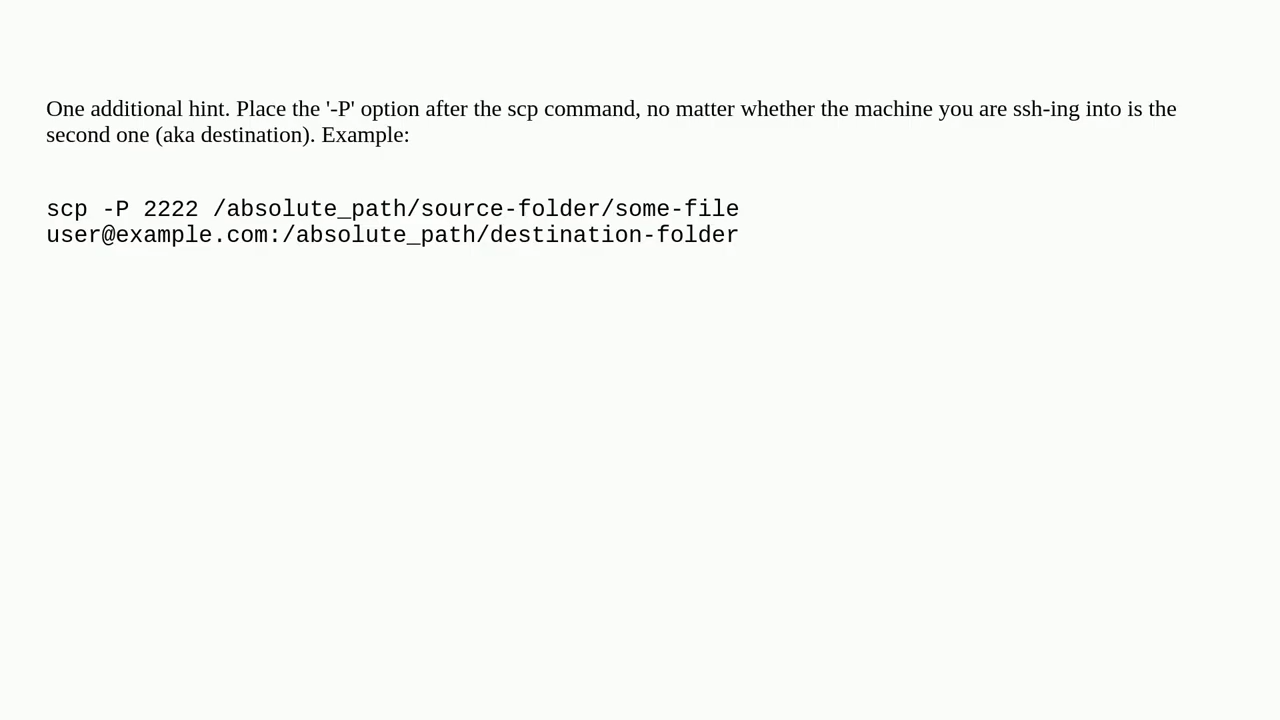 One additional hint. Place the '-P' option after the scp command, no matter whether the machine you are ssh-ing into is the
second one (aka destination). Example:
scp -P 2222 /absolute_path/source-folder/some-file
user@example.com:/absolute_path/destination-folder